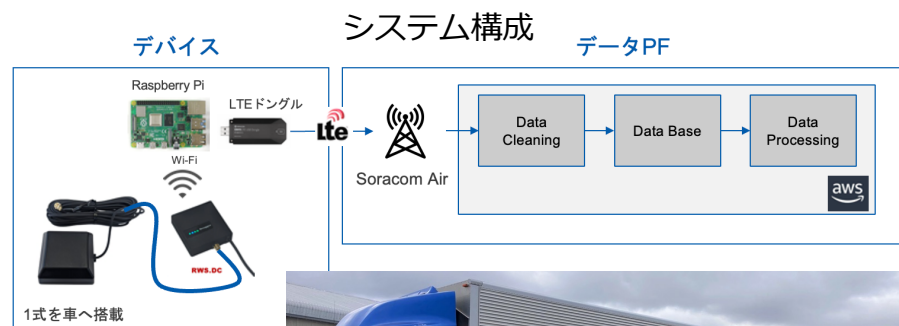 システム構成
デバイス
データPF
Raspberry Pi
LTEドングル
Lte
Wi-Fi
RWS.DC
1式を車へ搭載
Soracom Air
Data
Cleaning
Data Base
Data
Processing
aws